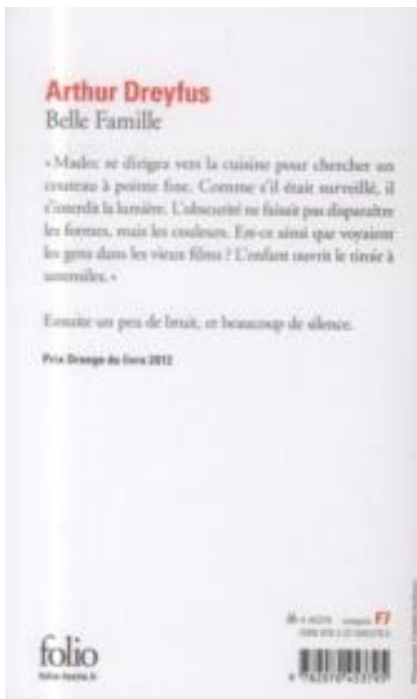 Arthur Dreyfus
Belle Famille
« Madec se dirigea vers la cuisine pour chercher un
couteau à pointe fine. Comme s'il était surveillé, il
s'interdit la lumière. L'obscurité ne faisait pas disparaître
les formes, mais les couleurs. Est-ce ainsi que voyaient
les gens dans les vieux films ? L'enfant ouvrit le tiroir à
ustensiles. »
Ensuite un peu de bruit, et beaucoup de silence.
Prix Orange du livre 2012
F7
folio